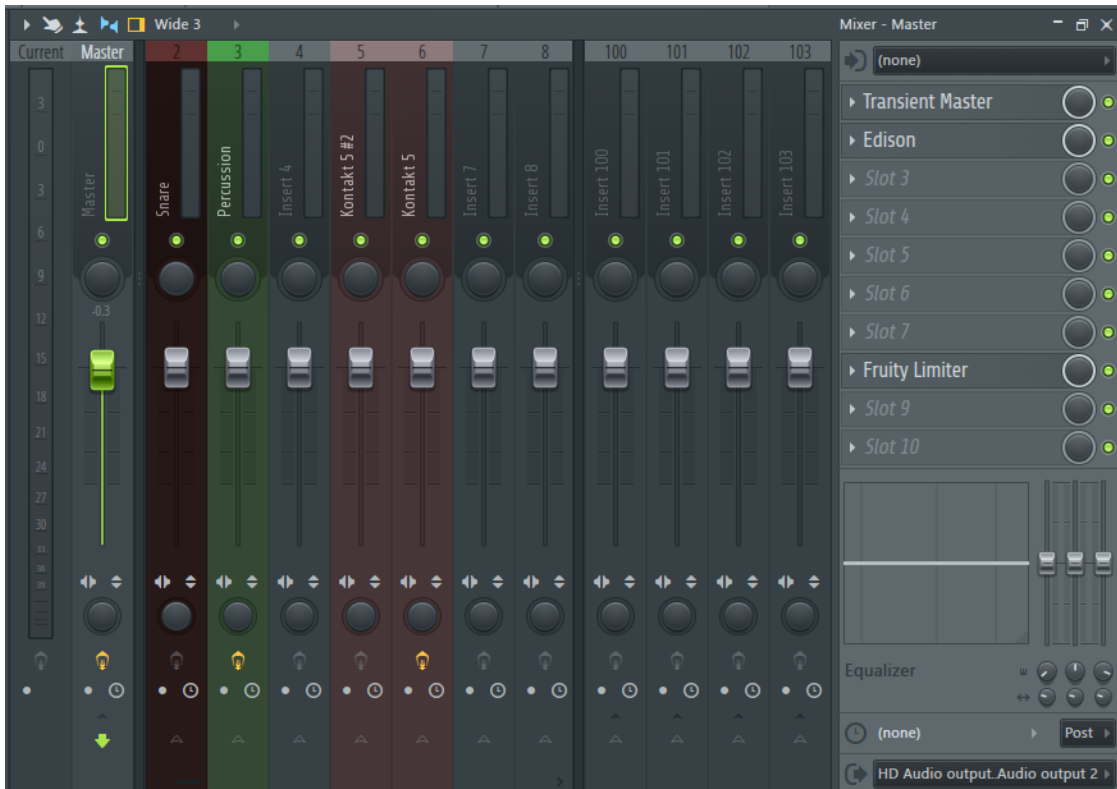 Wide 3
Mixer - Master
Current Master 2 3 4 5 6 7 8 100 101 102 103
3
0
3
6
9
12
15
18
21
24
27
30
33
36
39
Master
-0.3
Snare
Percussion
Insert 4
Kontakt 5 #2
Kontakt 5
Insert 7
Insert 8
Insert 100
Insert 101
Insert 102
Insert 103
(none)
Transient Master
Edison
Slot 3
Slot 4
Slot 5
Slot 6
Slot 7
Fruity Limiter
Slot 9
Slot 10
Equalizer
(none)
Post
HD Audio output..Audio output 2